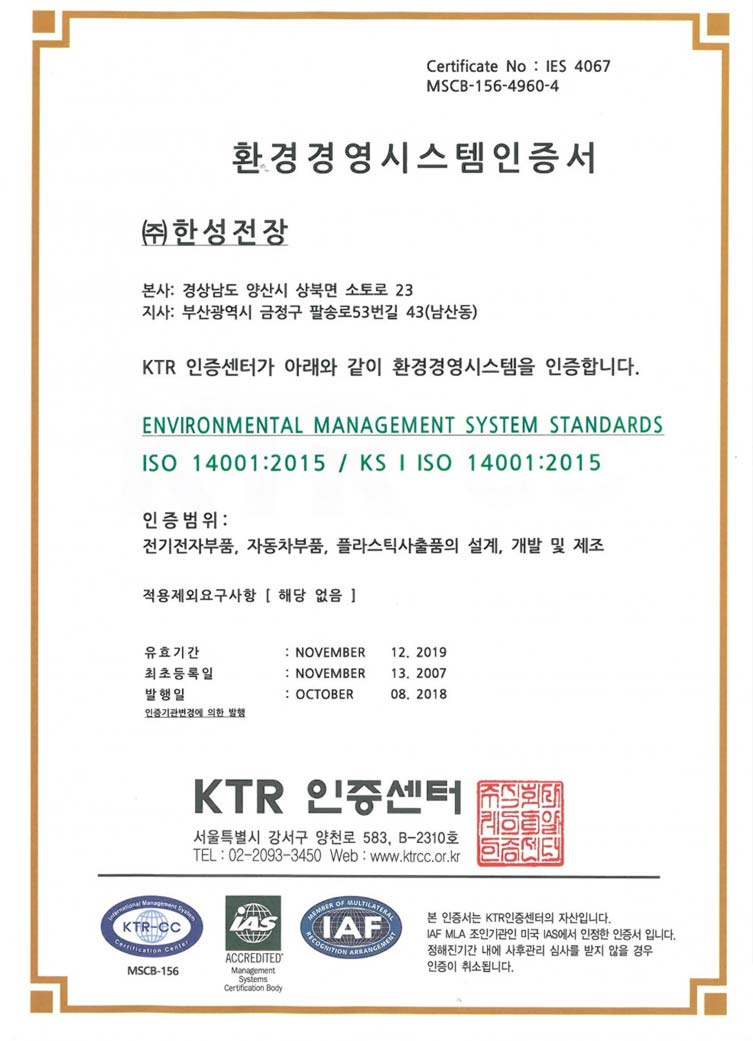 Certificate No : IES 4067
MSCB-156-4960-4
환경경영시스템인증서
㈜한성전장
본사: 경상남도 양산시 상북면 소토로 23
지사: 부산광역시 금정구 팔송로53번길 43(남산동)
KTR 인증센터가 아래와 같이 환경경영시스템을 인증합니다.
ENVIRONMENTAL MANAGEMENT SYSTEM STANDARDS
ISO 14001:2015 / KS I ISO 14001:2015
인증범위:
전기전자부품, 자동차부품, 플라스틱사출품의 설계, 개발 및 제조
적용제외요구사항 [ 해당 없음 ]
유효기간 : NOVEMBER 12. 2019
최초등록일 : NOVEMBER 13. 2007
발행일 : OCTOBER 08. 2018
인증기관변경에 의한 발행
KTR 인증센터
서울특별시 강서구 양천로 583, B-2310호
TEL : 02-2093-3450 Web : www.ktrcc.or.kr
International Management System
KTR-CC
Certification Center
MSCB-156
IAS
ACCREDITED
Management
Systems
Certification Body
MEMBER OF MULTILATERAL
IAF
RECOGNITION ARRANGEMENT
본 인증서는 KTR인증센터의 자산입니다.
IAF MLA 조인기관인 미국 IAS에서 인정한 인증서 입니다.
정해진기간 내에 사후관리 심사를 받지 않을 경우
인증이 취소됩니다.